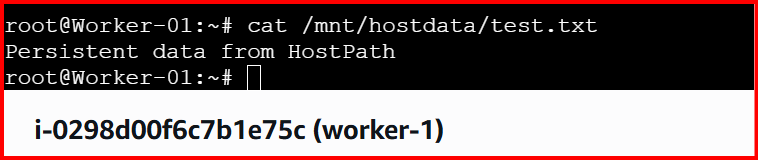 root@Worker-01:~# cat /mnt/hostdata/test.txt
Persistent data from HostPath
root@Worker-01:~#
i-0298d00f6c7b1e75c (worker-1)